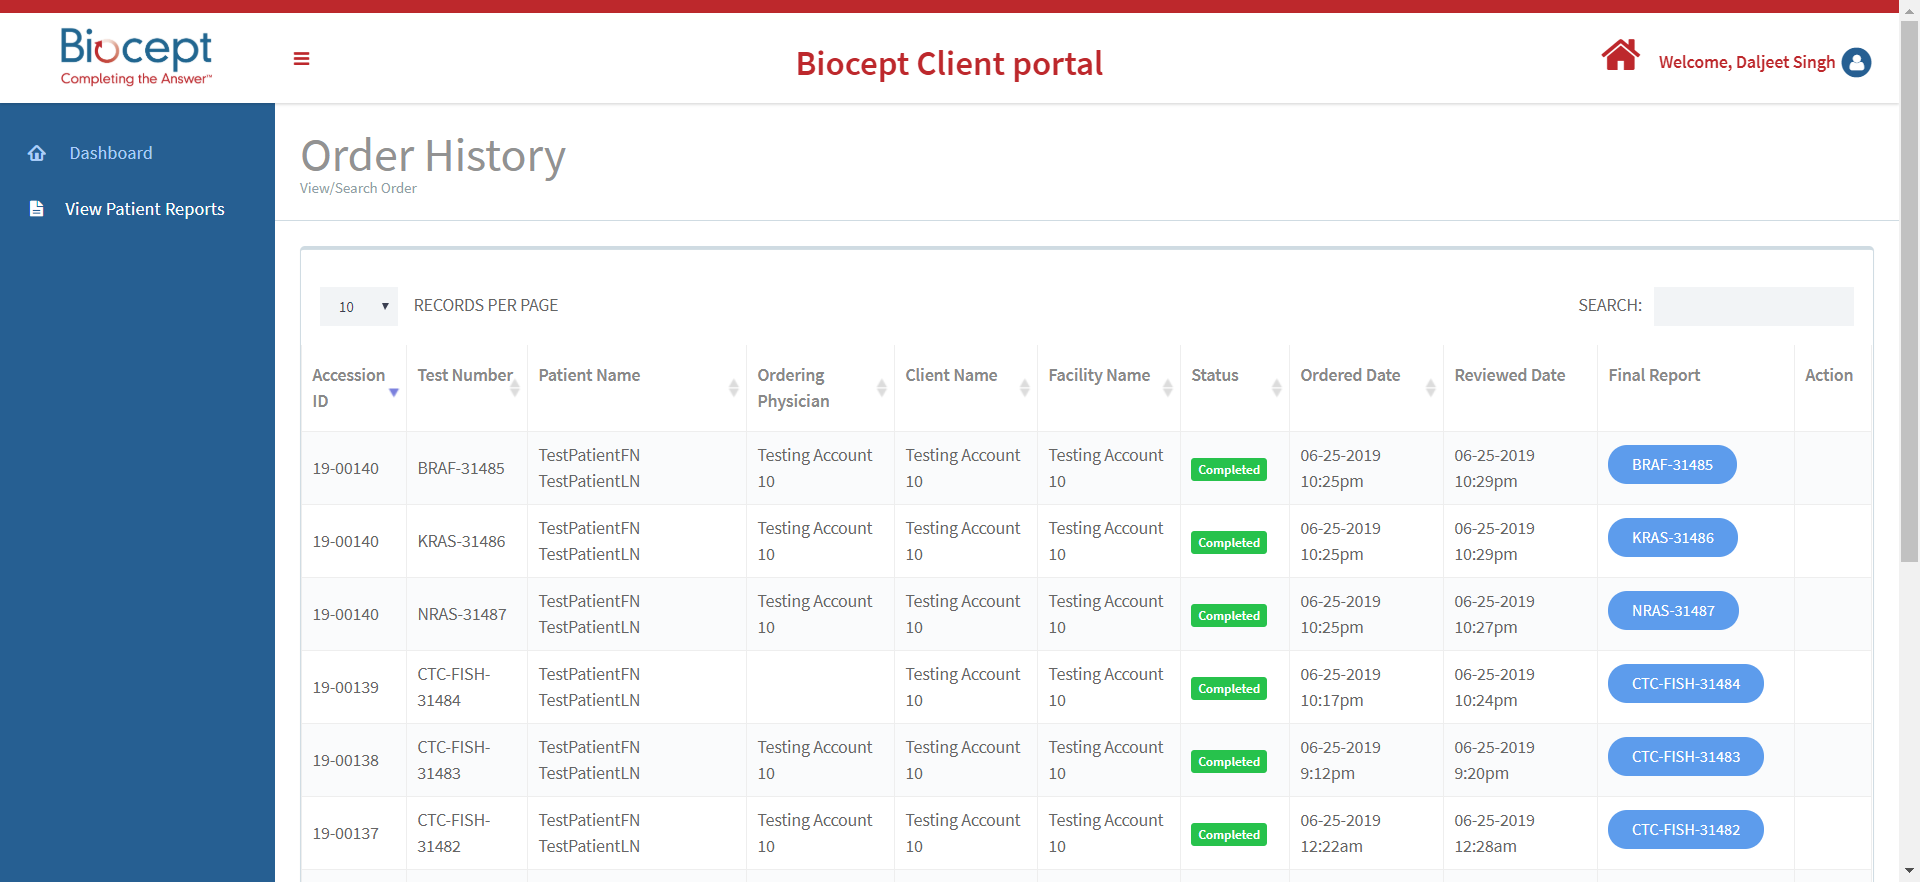 Biocept
Completing the Answer™
Biocept Client portal
Welcome, Daljeet Singh
Dashboard
View Patient Reports
Order History
View/Search Order
10 RECORDS PER PAGE
SEARCH:
Accession ID Test Number Patient Name Ordering Physician Client Name Facility Name Status Ordered Date Reviewed Date Final Report Action
19-00140 BRAF-31485 TestPatientFN TestPatientLN Testing Account 10 Testing Account 10 Testing Account 10 Completed 06-25-2019 10:25pm 06-25-2019 10:29pm BRAF-31485
19-00140 KRAS-31486 TestPatientFN TestPatientLN Testing Account 10 Testing Account 10 Testing Account 10 Completed 06-25-2019 10:25pm 06-25-2019 10:29pm KRAS-31486
19-00140 NRAS-31487 TestPatientFN TestPatientLN Testing Account 10 Testing Account 10 Testing Account 10 Completed 06-25-2019 10:25pm 06-25-2019 10:27pm NRAS-31487
19-00139 CTC-FISH-31484 TestPatientFN TestPatientLN Testing Account 10 Testing Account 10 Completed 06-25-2019 10:17pm 06-25-2019 10:24pm CTC-FISH-31484
19-00138 CTC-FISH-31483 TestPatientFN TestPatientLN Testing Account 10 Testing Account 10 Testing Account 10 Completed 06-25-2019 9:12pm 06-25-2019 9:20pm CTC-FISH-31483
19-00137 CTC-FISH-31482 TestPatientFN TestPatientLN Testing Account 10 Testing Account 10 Testing Account 10 Completed 06-25-2019 12:22am 06-25-2019 12:28am CTC-FISH-31482